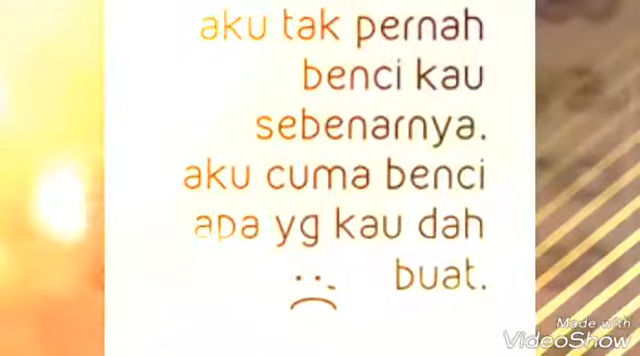 aku tak pernah
benci kau
sebenarnya.
aku cuma benci
apa yg kau dah
buat.
Made with
VideoShow